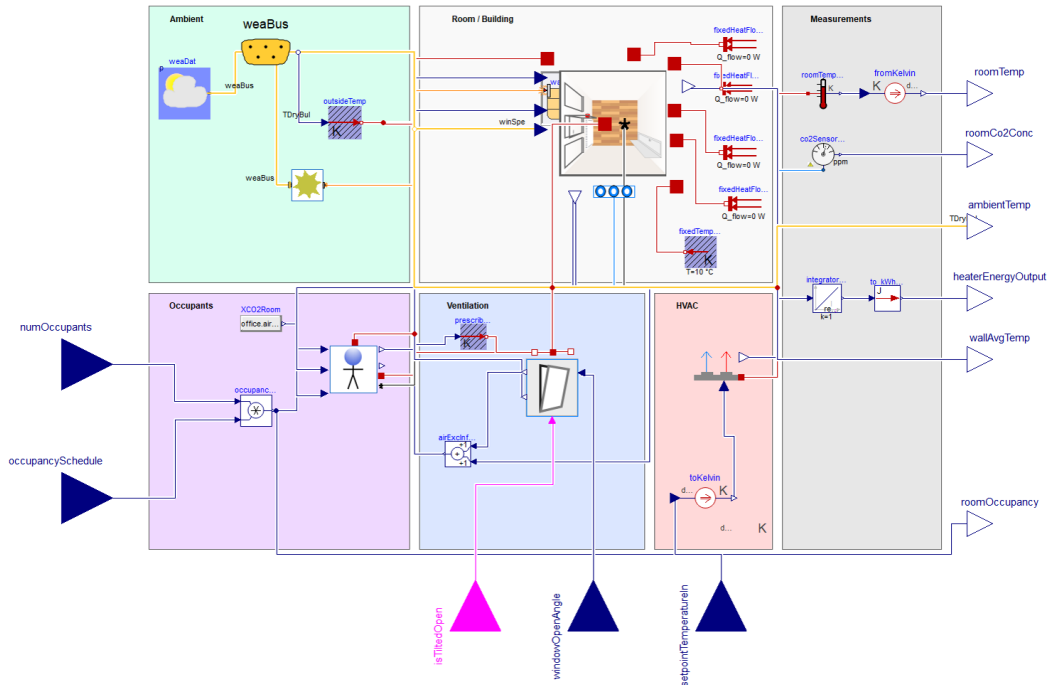 Ambient
weaBus
weaDat
p
weaBus
outsideTemp
TDryBul
K
weaBus
Room / Building
fixedHeatFlo...
Q_flow=0 W
fixedHeatFlo...
Q_flow=0 W
fixedHeatFlo...
Q_flow=0 W
fixedHeatFlo...
Q_flow=0 W
winSpe
fixedTemp...
K
T=10 °C
Measurements
roomTemp...
K
fromKelvin
K
d...
roomTemp
co2Sensor...
ppm
roomCo2Conc
ambientTemp
TDry
integrator...
k=1
to_kWh...
J
heaterEnergyOutput
wallAvgTemp
Occupants
XCO2Room
office.air...
numOccupants
occupanc...
occupancySchedule
Ventilation
prescrib...
K
airExcInf...
+1
+
+1
HVAC
toKelvin
d...
K
d...
K
roomOccupancy
isTiltedOpen
windowOpenAngle
setpointTemperatureIn